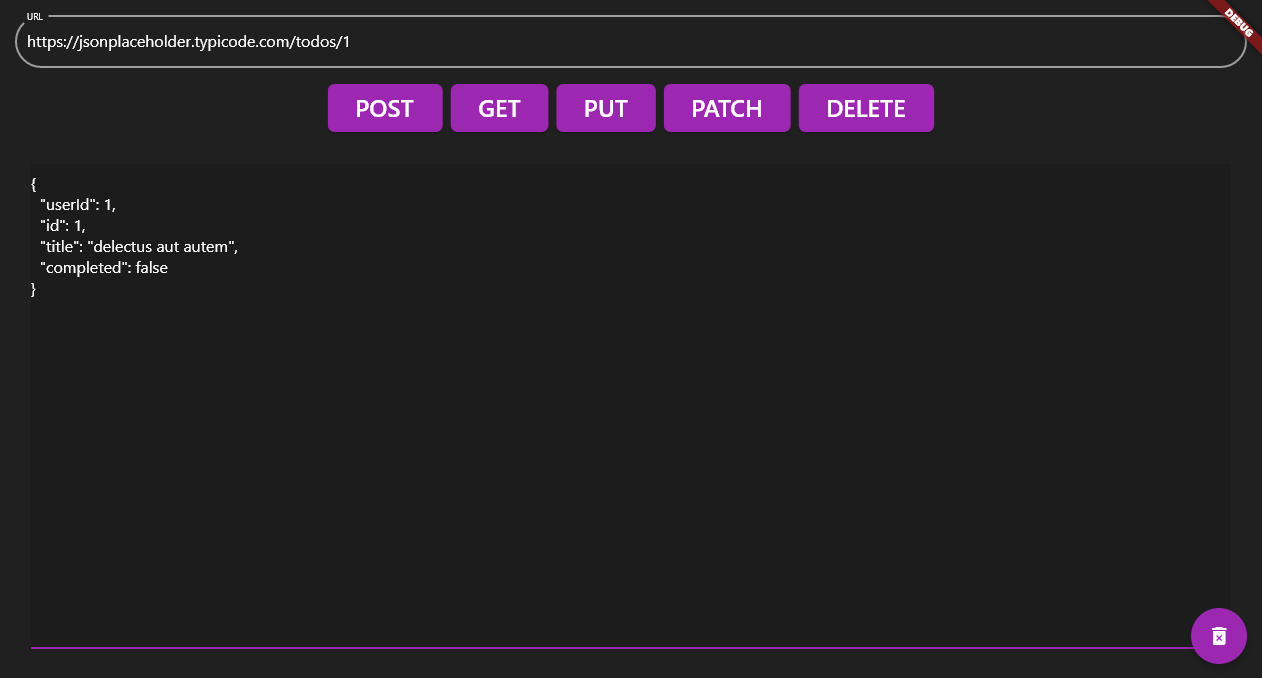 URL
DEBUG
https://jsonplaceholder.typicode.com/todos/1
POST GET PUT PATCH DELETE
{
"userId": 1,
"id": 1,
"title": "delectus aut autem",
"completed": false
}